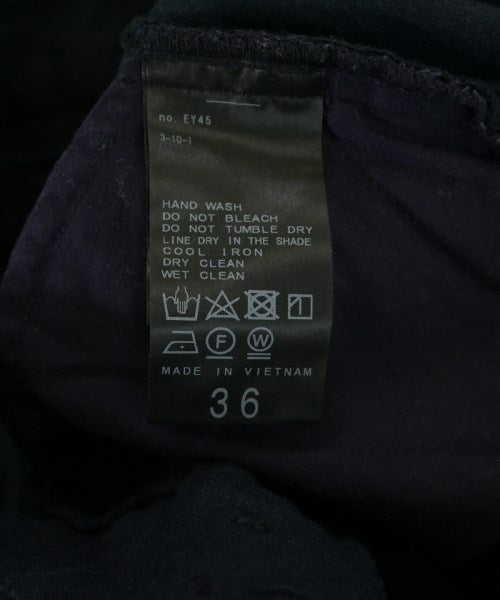 no. EY45
3-10-1
HAND WASH
DO NOT BLEACH
DO NOT TUMBLE DRY
LINE DRY IN THE SHADE
COOL IRON
DRY CLEAN
WET CLEAN
F W
MADE IN VIETNAM
36